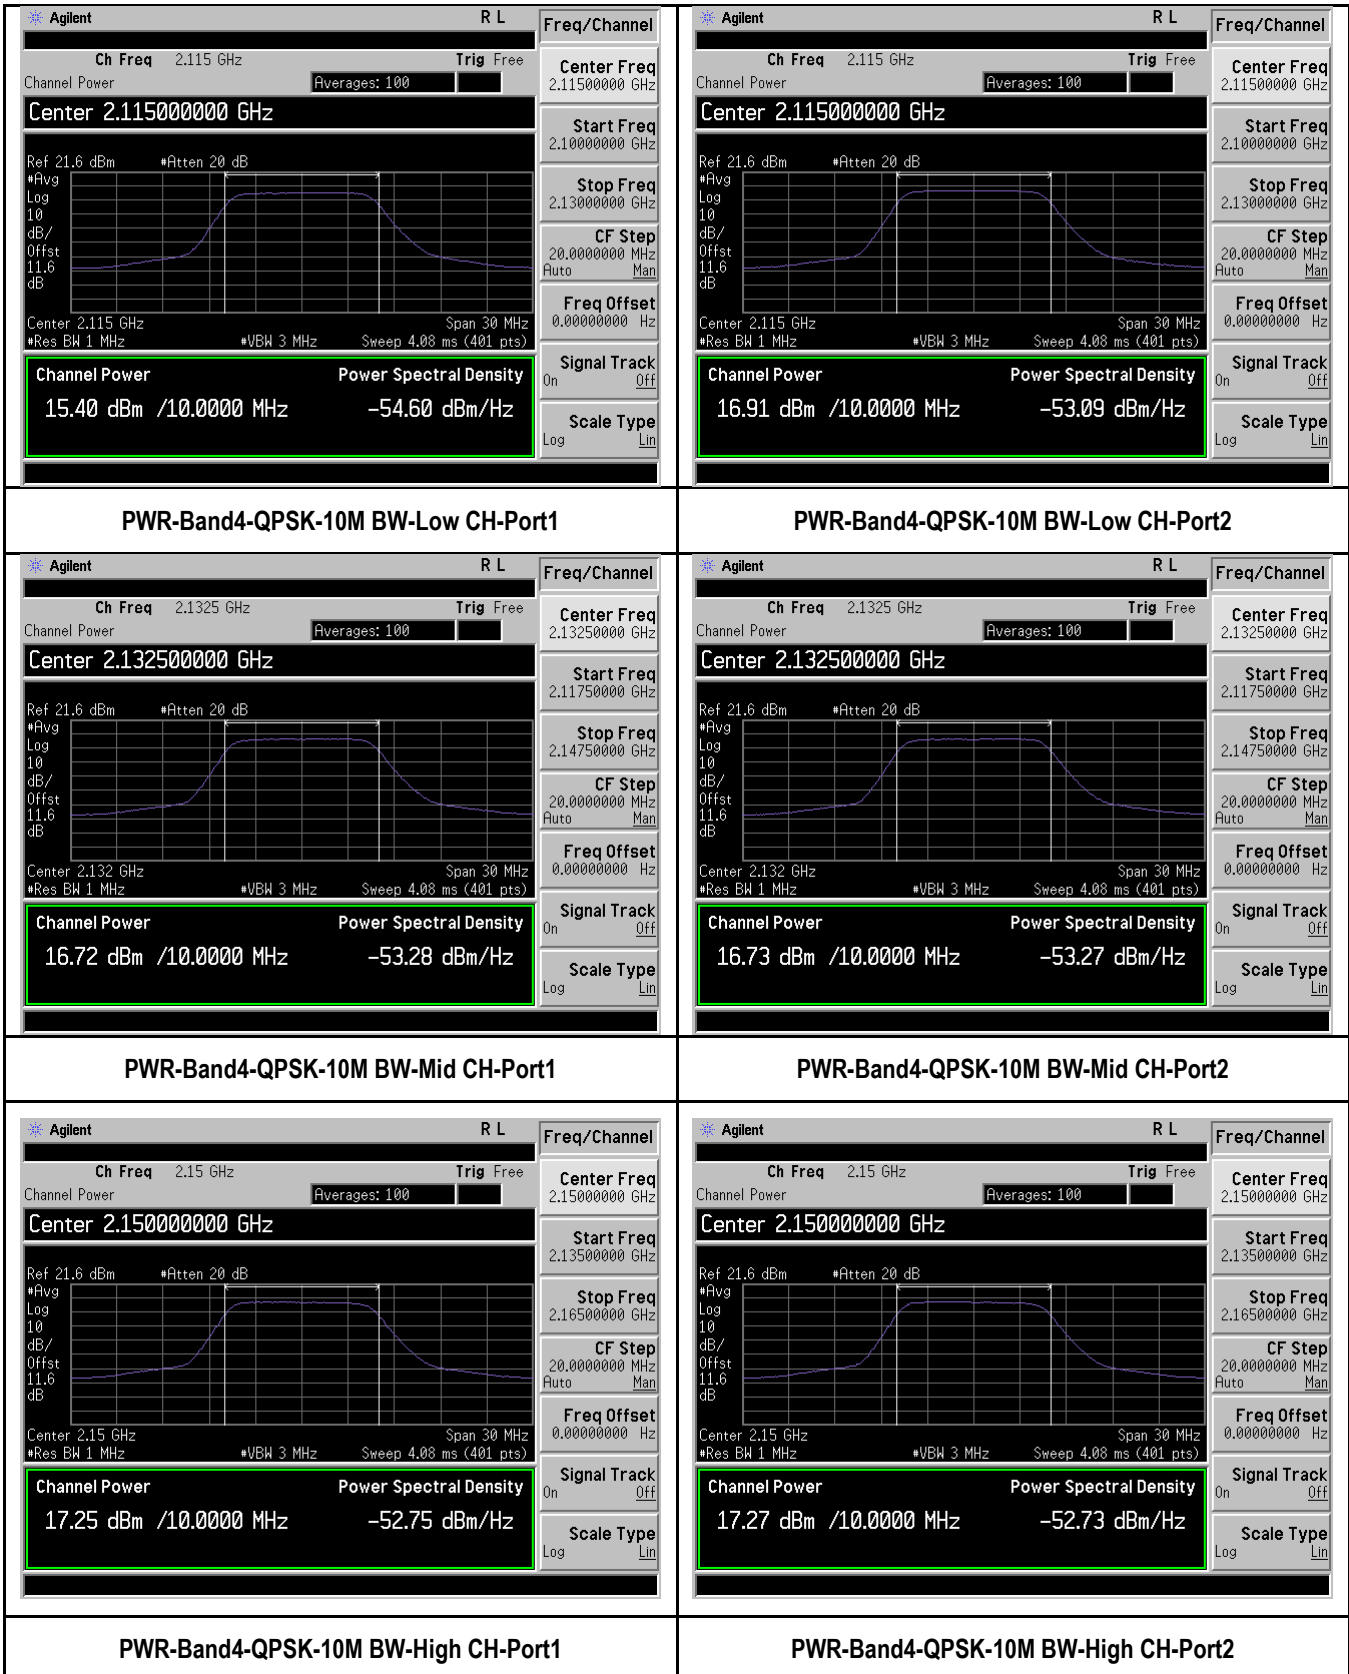 Agilent R L Freq/Channel
Ch Freq 2.115 GHz Trig Free
Channel Power Averages: 100
Center 2.115000000 GHz
Ref 21.6 dBm #Atten 20 dB
#Avg
Log
10
dB/
Offst
11.6
dB
Center 2.115 GHz Span 30 MHz
#Res BW 1 MHz #VBW 3 MHz Sweep 4.08 ms (401 pts)
Channel Power Power Spectral Density
15.40 dBm /10.0000 MHz -54.60 dBm/Hz
Center Freq
2.11500000 GHz
Start Freq
2.10000000 GHz
Stop Freq
2.13000000 GHz
CF Step
20.0000000 MHz
Auto Man
Freq Offset
0.00000000 Hz
Signal Track
On Off
Scale Type
Log Lin
PWR-Band4-QPSK-10M BW-Low CH-Port1
Agilent R L Freq/Channel
Ch Freq 2.115 GHz Trig Free
Channel Power Averages: 100
Center 2.115000000 GHz
Ref 21.6 dBm #Atten 20 dB
#Avg
Log
10
dB/
Offst
11.6
dB
Center 2.115 GHz Span 30 MHz
#Res BW 1 MHz #VBW 3 MHz Sweep 4.08 ms (401 pts)
Channel Power Power Spectral Density
16.91 dBm /10.0000 MHz -53.09 dBm/Hz
Center Freq
2.11500000 GHz
Start Freq
2.10000000 GHz
Stop Freq
2.13000000 GHz
CF Step
20.0000000 MHz
Auto Man
Freq Offset
0.00000000 Hz
Signal Track
On Off
Scale Type
Log Lin
PWR-Band4-QPSK-10M BW-Low CH-Port2
Agilent R L Freq/Channel
Ch Freq 2.1325 GHz Trig Free
Channel Power Averages: 100
Center 2.132500000 GHz
Ref 21.6 dBm #Atten 20 dB
#Avg
Log
10
dB/
Offst
11.6
dB
Center 2.132 GHz Span 30 MHz
#Res BW 1 MHz #VBW 3 MHz Sweep 4.08 ms (401 pts)
Channel Power Power Spectral Density
16.72 dBm /10.0000 MHz -53.28 dBm/Hz
Center Freq
2.13250000 GHz
Start Freq
2.11750000 GHz
Stop Freq
2.14750000 GHz
CF Step
20.0000000 MHz
Auto Man
Freq Offset
0.00000000 Hz
Signal Track
On Off
Scale Type
Log Lin
PWR-Band4-QPSK-10M BW-Mid CH-Port1
Agilent R L Freq/Channel
Ch Freq 2.1325 GHz Trig Free
Channel Power Averages: 100
Center 2.132500000 GHz
Ref 21.6 dBm #Atten 20 dB
#Avg
Log
10
dB/
Offst
11.6
dB
Center 2.132 GHz Span 30 MHz
#Res BW 1 MHz #VBW 3 MHz Sweep 4.08 ms (401 pts)
Channel Power Power Spectral Density
16.73 dBm /10.0000 MHz -53.27 dBm/Hz
Center Freq
2.13250000 GHz
Start Freq
2.11750000 GHz
Stop Freq
2.14750000 GHz
CF Step
20.0000000 MHz
Auto Man
Freq Offset
0.00000000 Hz
Signal Track
On Off
Scale Type
Log Lin
PWR-Band4-QPSK-10M BW-Mid CH-Port2
Agilent R L Freq/Channel
Ch Freq 2.15 GHz Trig Free
Channel Power Averages: 100
Center 2.150000000 GHz
Ref 21.6 dBm #Atten 20 dB
#Avg
Log
10
dB/
Offst
11.6
dB
Center 2.15 GHz Span 30 MHz
#Res BW 1 MHz #VBW 3 MHz Sweep 4.08 ms (401 pts)
Channel Power Power Spectral Density
17.25 dBm /10.0000 MHz -52.75 dBm/Hz
Center Freq
2.15000000 GHz
Start Freq
2.13500000 GHz
Stop Freq
2.16500000 GHz
CF Step
20.0000000 MHz
Auto Man
Freq Offset
0.00000000 Hz
Signal Track
On Off
Scale Type
Log Lin
PWR-Band4-QPSK-10M BW-High CH-Port1
Agilent R L Freq/Channel
Ch Freq 2.15 GHz Trig Free
Channel Power Averages: 100
Center 2.150000000 GHz
Ref 21.6 dBm #Atten 20 dB
#Avg
Log
10
dB/
Offst
11.6
dB
Center 2.15 GHz Span 30 MHz
#Res BW 1 MHz #VBW 3 MHz Sweep 4.08 ms (401 pts)
Channel Power Power Spectral Density
17.27 dBm /10.0000 MHz -52.73 dBm/Hz
Center Freq
2.15000000 GHz
Start Freq
2.13500000 GHz
Stop Freq
2.16500000 GHz
CF Step
20.0000000 MHz
Auto Man
Freq Offset
0.00000000 Hz
Signal Track
On Off
Scale Type
Log Lin
PWR-Band4-QPSK-10M BW-High CH-Port2